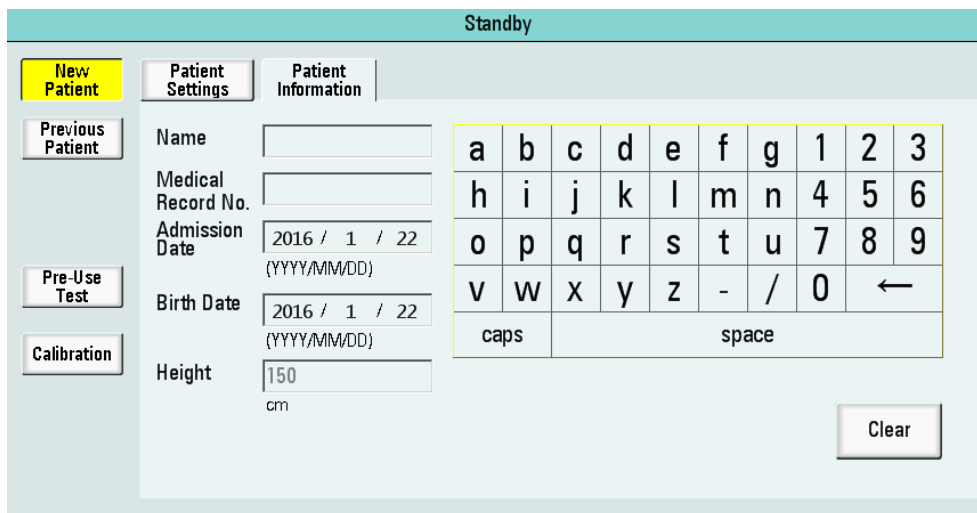 Standby
New
Patient
Patient
Settings
Patient
Information
Previous
Patient
Pre-Use
Test
Calibration
Name
Medical
Record No.
Admission
Date
2016 / 1 / 22
(YYYY/MM/DD)
Birth Date
2016 / 1 / 22
(YYYY/MM/DD)
Height
150
cm
a b c d e f g 1 2 3
h i j k l m n 4 5 6
o p q r s t u 7 8 9
v w x y z - / 0 ←
caps space
Clear